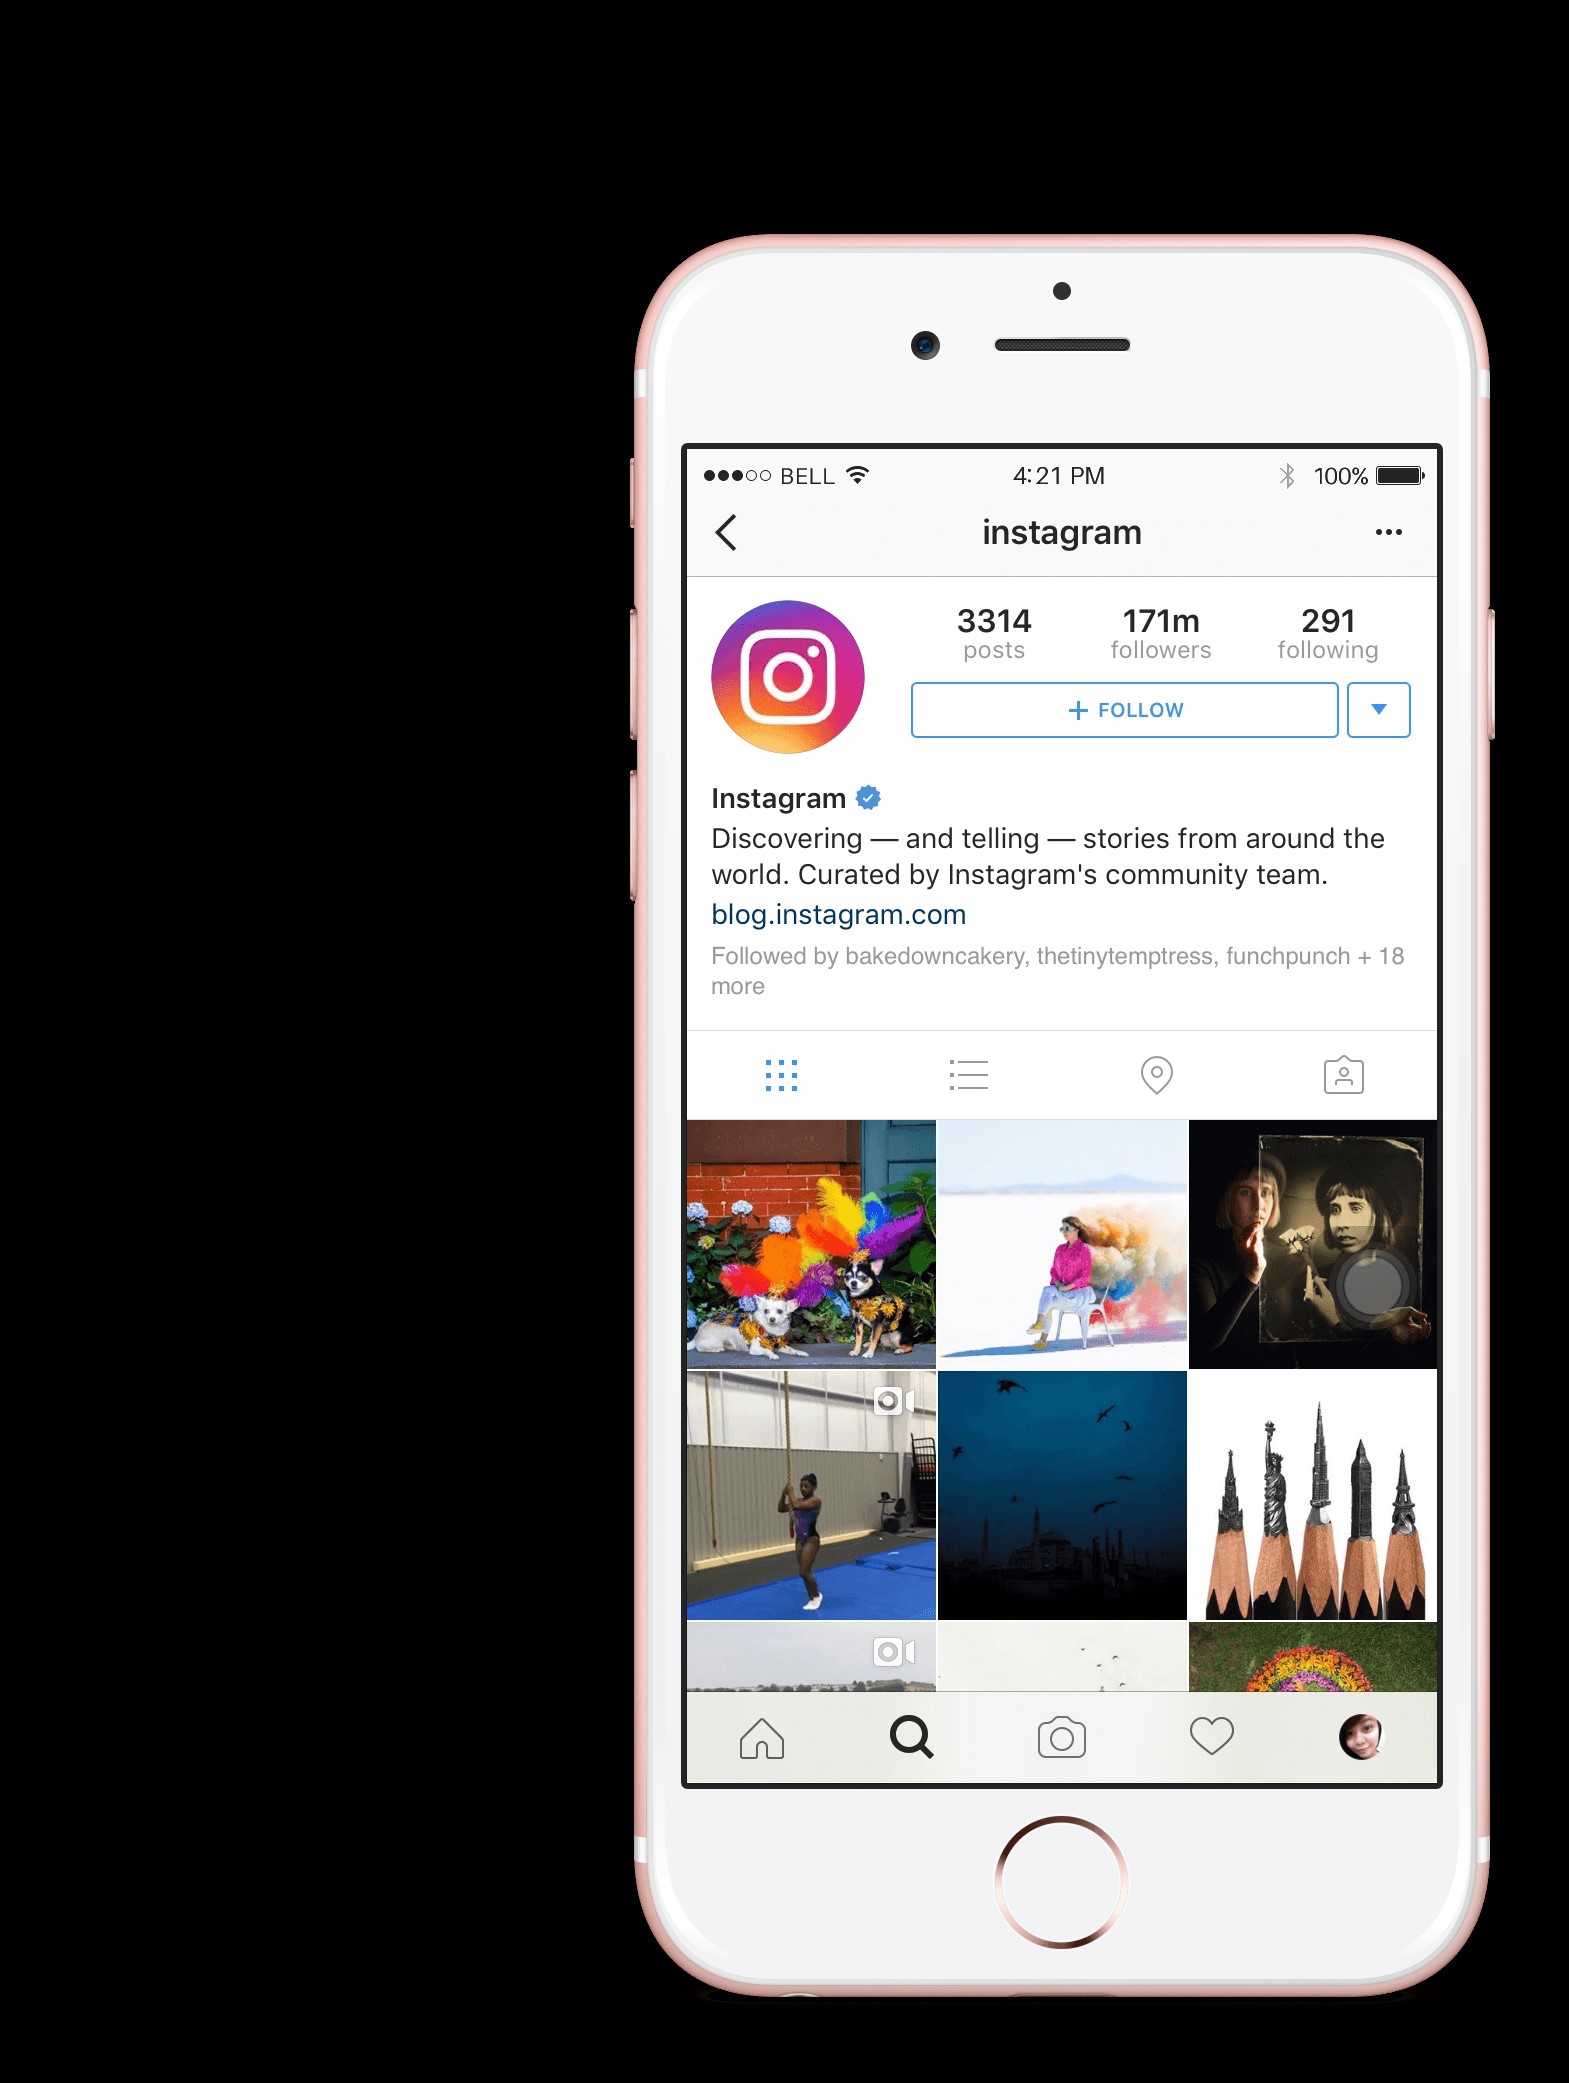 BELL 4:21 PM 100%
instagram
3314 171m 291
posts followers following
+ FOLLOW
Instagram
Discovering — and telling — stories from around the
world. Curated by Instagram's community team.
blog.instagram.com
Followed by bakedowncakery, thetinytemptress, funchpunch + 18
more